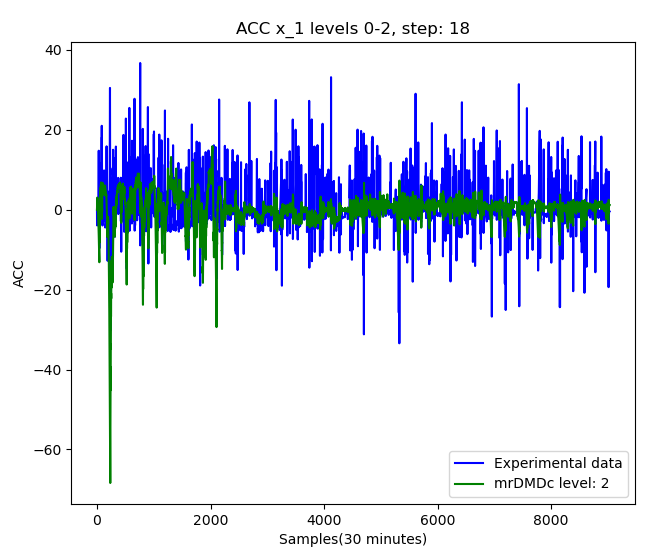 ACC x_1 levels 0-2, step: 18
40
20
0
−20
−40
−60
ACC
0
2000
4000
6000
8000
Samples(30 minutes)
Experimental data
mrDMDc level: 2